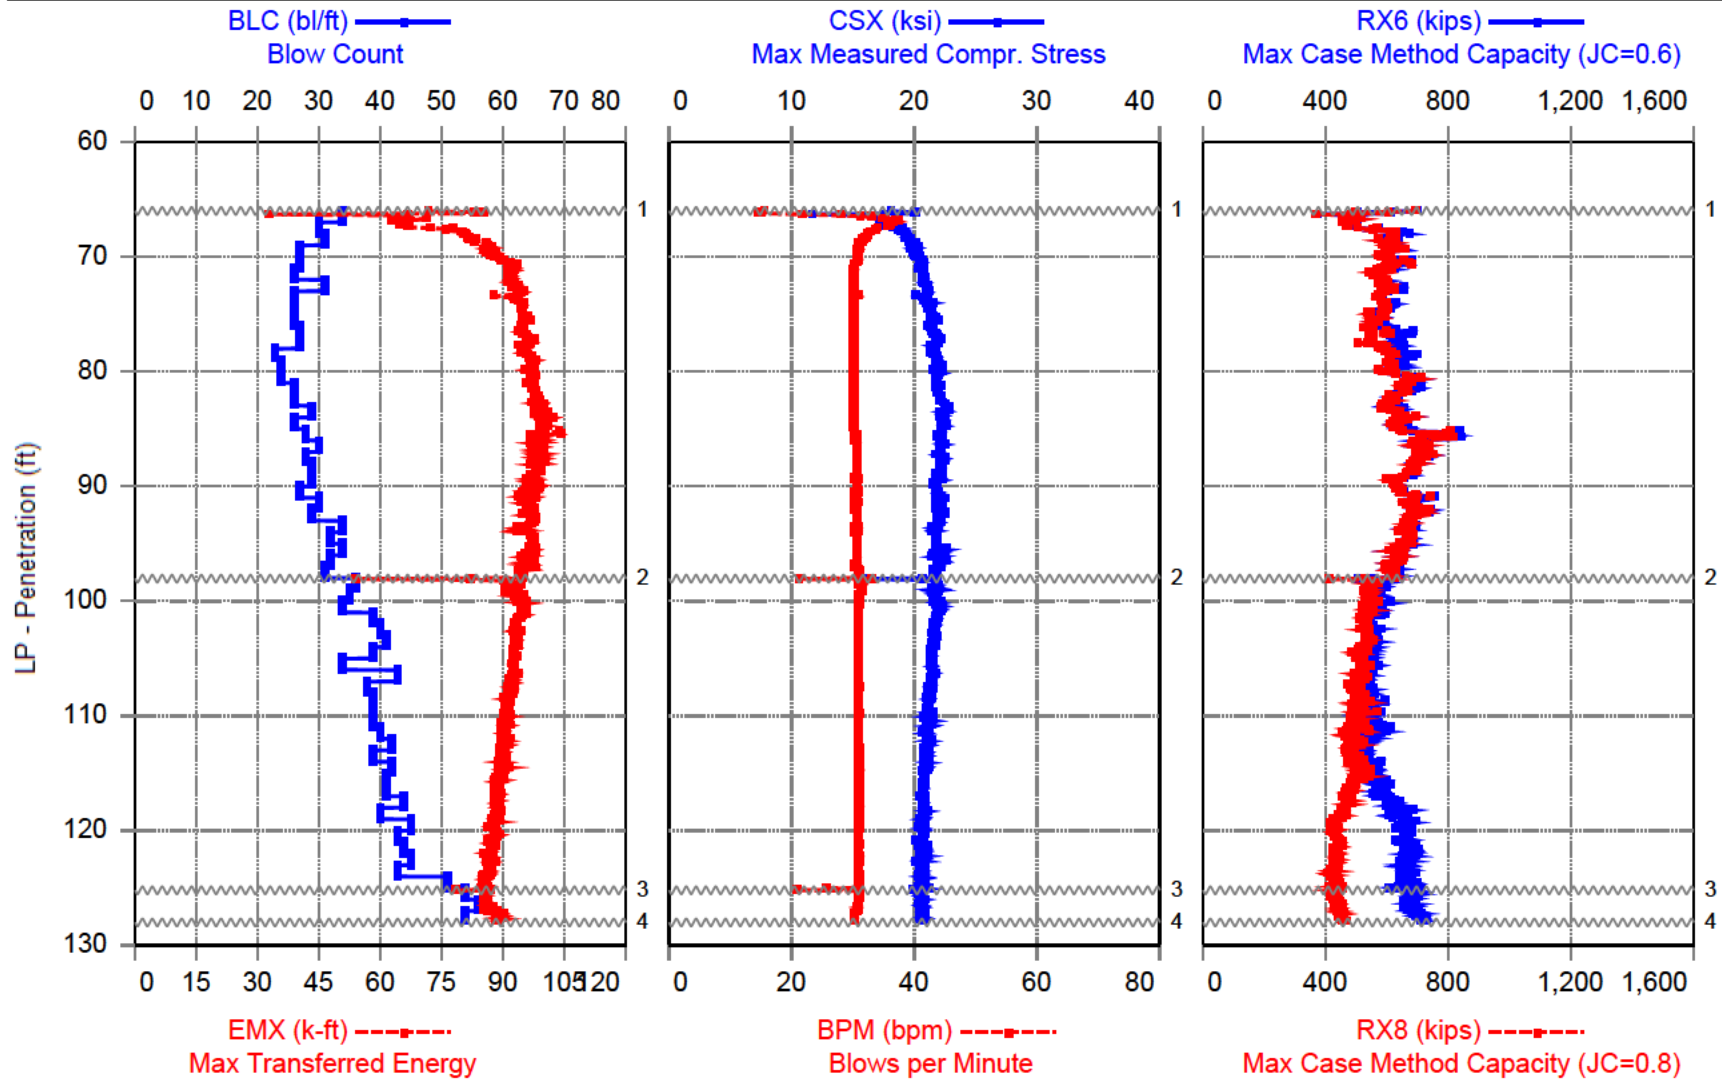 BLC (bl/ft)
Blow Count
CSX (ksi)
Max Measured Compr. Stress
RX6 (kips)
Max Case Method Capacity (JC=0.6)
0 10 20 30 40 50 60 70 80
0 10 20 30 40
0 400 800 1,200 1,600
60
70
80
90
100
110
120
130
LP - Penetration (ft)
1
2
3
4
1
2
3
4
1
2
3
4
0 15 30 45 60 75 90 105 120
0 20 40 60 80
0 400 800 1,200 1,600
EMX (k-ft)
Max Transferred Energy
BPM (bpm)
Blows per Minute
RX8 (kips)
Max Case Method Capacity (JC=0.8)